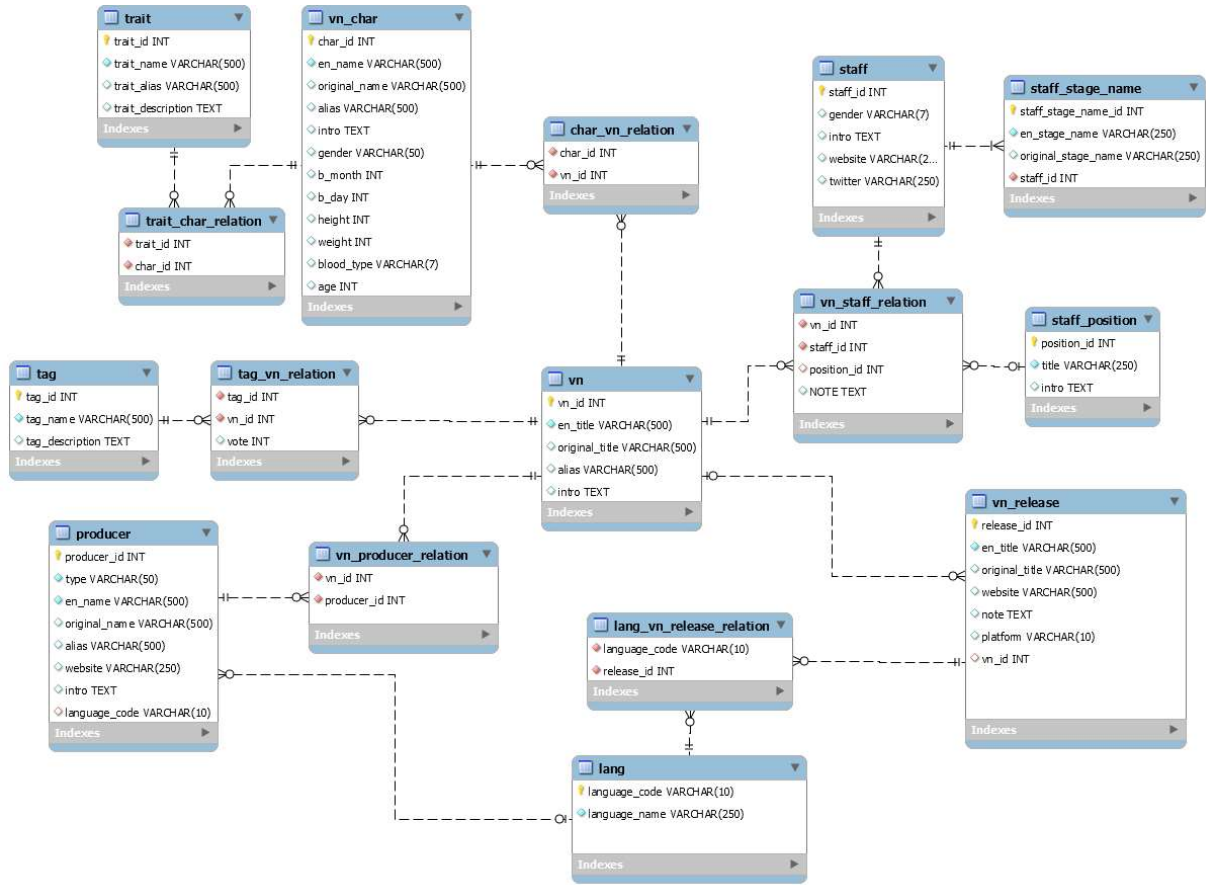 trait
trait_id INT
trait_name VARCHAR(500)
trait_alias VARCHAR(500)
trait_description TEXT
Indexes
vn_char
char_id INT
en_name VARCHAR(500)
original_name VARCHAR(500)
alias VARCHAR(500)
intro TEXT
gender VARCHAR(50)
b_month INT
b_day INT
height INT
weight INT
blood_type VARCHAR(7)
age INT
Indexes
char_vn_relation
char_id INT
vn_id INT
Indexes
staff
staff_id INT
gender VARCHAR(7)
intro TEXT
website VARCHAR(2...
twitter VARCHAR(250)
Indexes
staff_stage_name
staff_stage_name_id INT
en_stage_name VARCHAR(250)
original_stage_name VARCHAR(250)
staff_id INT
Indexes
trait_char_relation
trait_id INT
char_id INT
Indexes
vn_staff_relation
vn_id INT
staff_id INT
position_id INT
NOTE TEXT
Indexes
staff_position
position_id INT
title VARCHAR(250)
intro TEXT
Indexes
tag
tag_id INT
tag_name VARCHAR(500)
tag_description TEXT
Indexes
tag_vn_relation
tag_id INT
vn_id INT
vote INT
Indexes
vn
vn_id INT
en_title VARCHAR(500)
original_title VARCHAR(500)
alias VARCHAR(500)
intro TEXT
Indexes
vn_release
release_id INT
en_title VARCHAR(500)
original_title VARCHAR(500)
website VARCHAR(500)
note TEXT
platform VARCHAR(10)
vn_id INT
Indexes
producer
producer_id INT
type VARCHAR(50)
en_name VARCHAR(500)
original_name VARCHAR(500)
alias VARCHAR(500)
website VARCHAR(250)
intro TEXT
language_code VARCHAR(10)
Indexes
vn_producer_relation
vn_id INT
producer_id INT
Indexes
lang_vn_release_relation
language_code VARCHAR(10)
release_id INT
Indexes
lang
language_code VARCHAR(10)
language_name VARCHAR(250)
Indexes